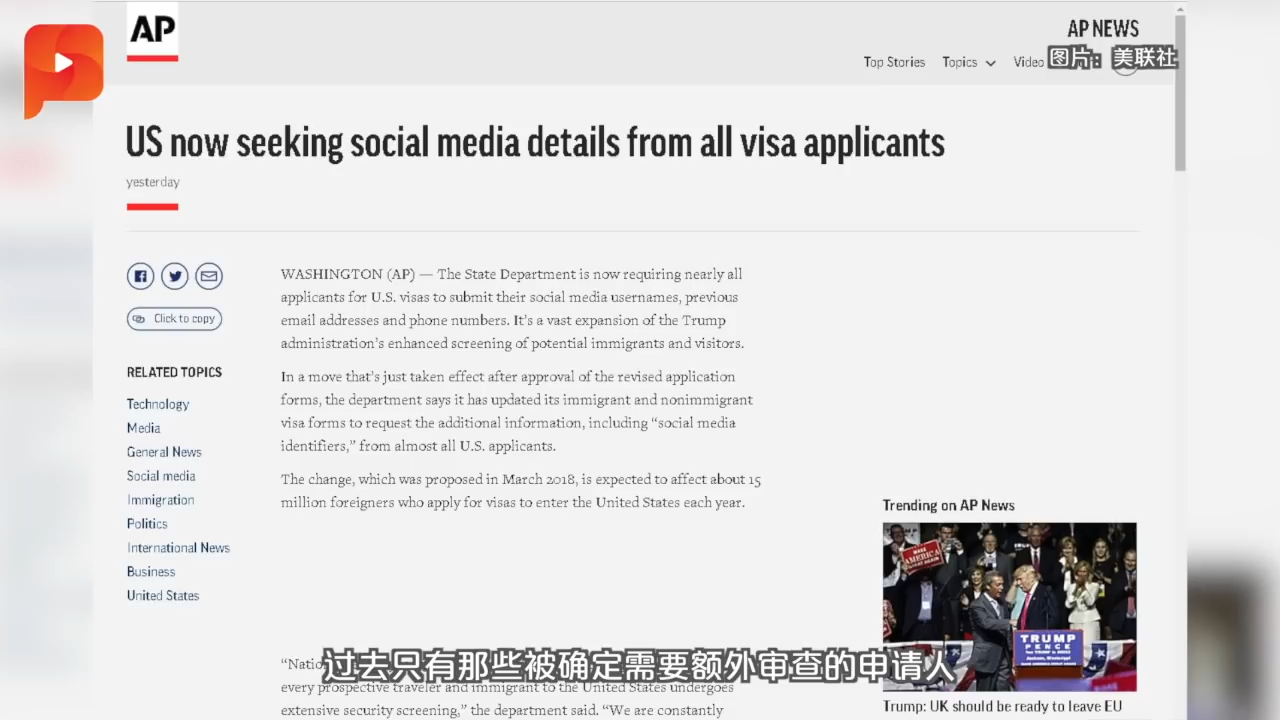 AP
AP NEWS
Top Stories
Topics
Video
图片：美联社
US now seeking social media details from all visa applicants
yesterday
Click to copy
RELATED TOPICS
Technology
Media
General News
Social media
Immigration
Politics
International News
Business
United States
WASHINGTON (AP) — The State Department is now requiring nearly all
applicants for U.S. visas to submit their social media usernames, previous
email addresses and phone numbers. It’s a vast expansion of the Trump
administration’s enhanced screening of potential immigrants and visitors.
In a move that’s just taken effect after approval of the revised application
forms, the department says it has updated its immigrant and nonimmigrant
visa forms to request the additional information, including “social media
identifiers,” from almost all U.S. applicants.
The change, which was proposed in March 2018, is expected to affect about 15
million foreigners who apply for visas to enter the United States each year.
every prospective traveler and immigrant to the United States undergoes
extensive security screening,” the department said. “We are constantly
Trending on AP News
AMERICA
TRUMP
PENCE
Trump: UK should be ready to leave EU
过去只有那些被确定需要额外审查的申请人